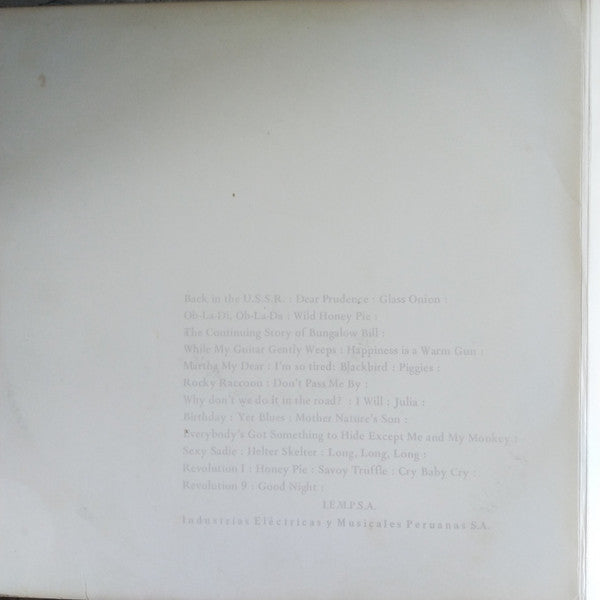 Back in the U.S.S.R. : Dear Prudence : Glass Onion :
Ob-La-Di, Ob-La-Da : Wild Honey Pie :
The Continuing Story of Bungalow Bill :
While My Guitar Gently Weeps : Happiness is a Warm Gun :
Martha My Dear : I'm so tired: Blackbird : Piggies :
Rocky Raccoon : Don't Pass Me By :
Why don't we do it in the road? : I Will : Julia :
Birthday : Yer Blues : Mother Nature's Son :
Everybody's Got Something to Hide Except Me and My Monkey :
Sexy Sadie : Helter Skelter : Long, Long, Long :
Revolution I : Honey Pie : Savoy Truffle : Cry Baby Cry :
Revolution 9 : Good Night :
I.E.M.P.S.A.
Industrias Eléctricas y Musicales Peruanas S.A.